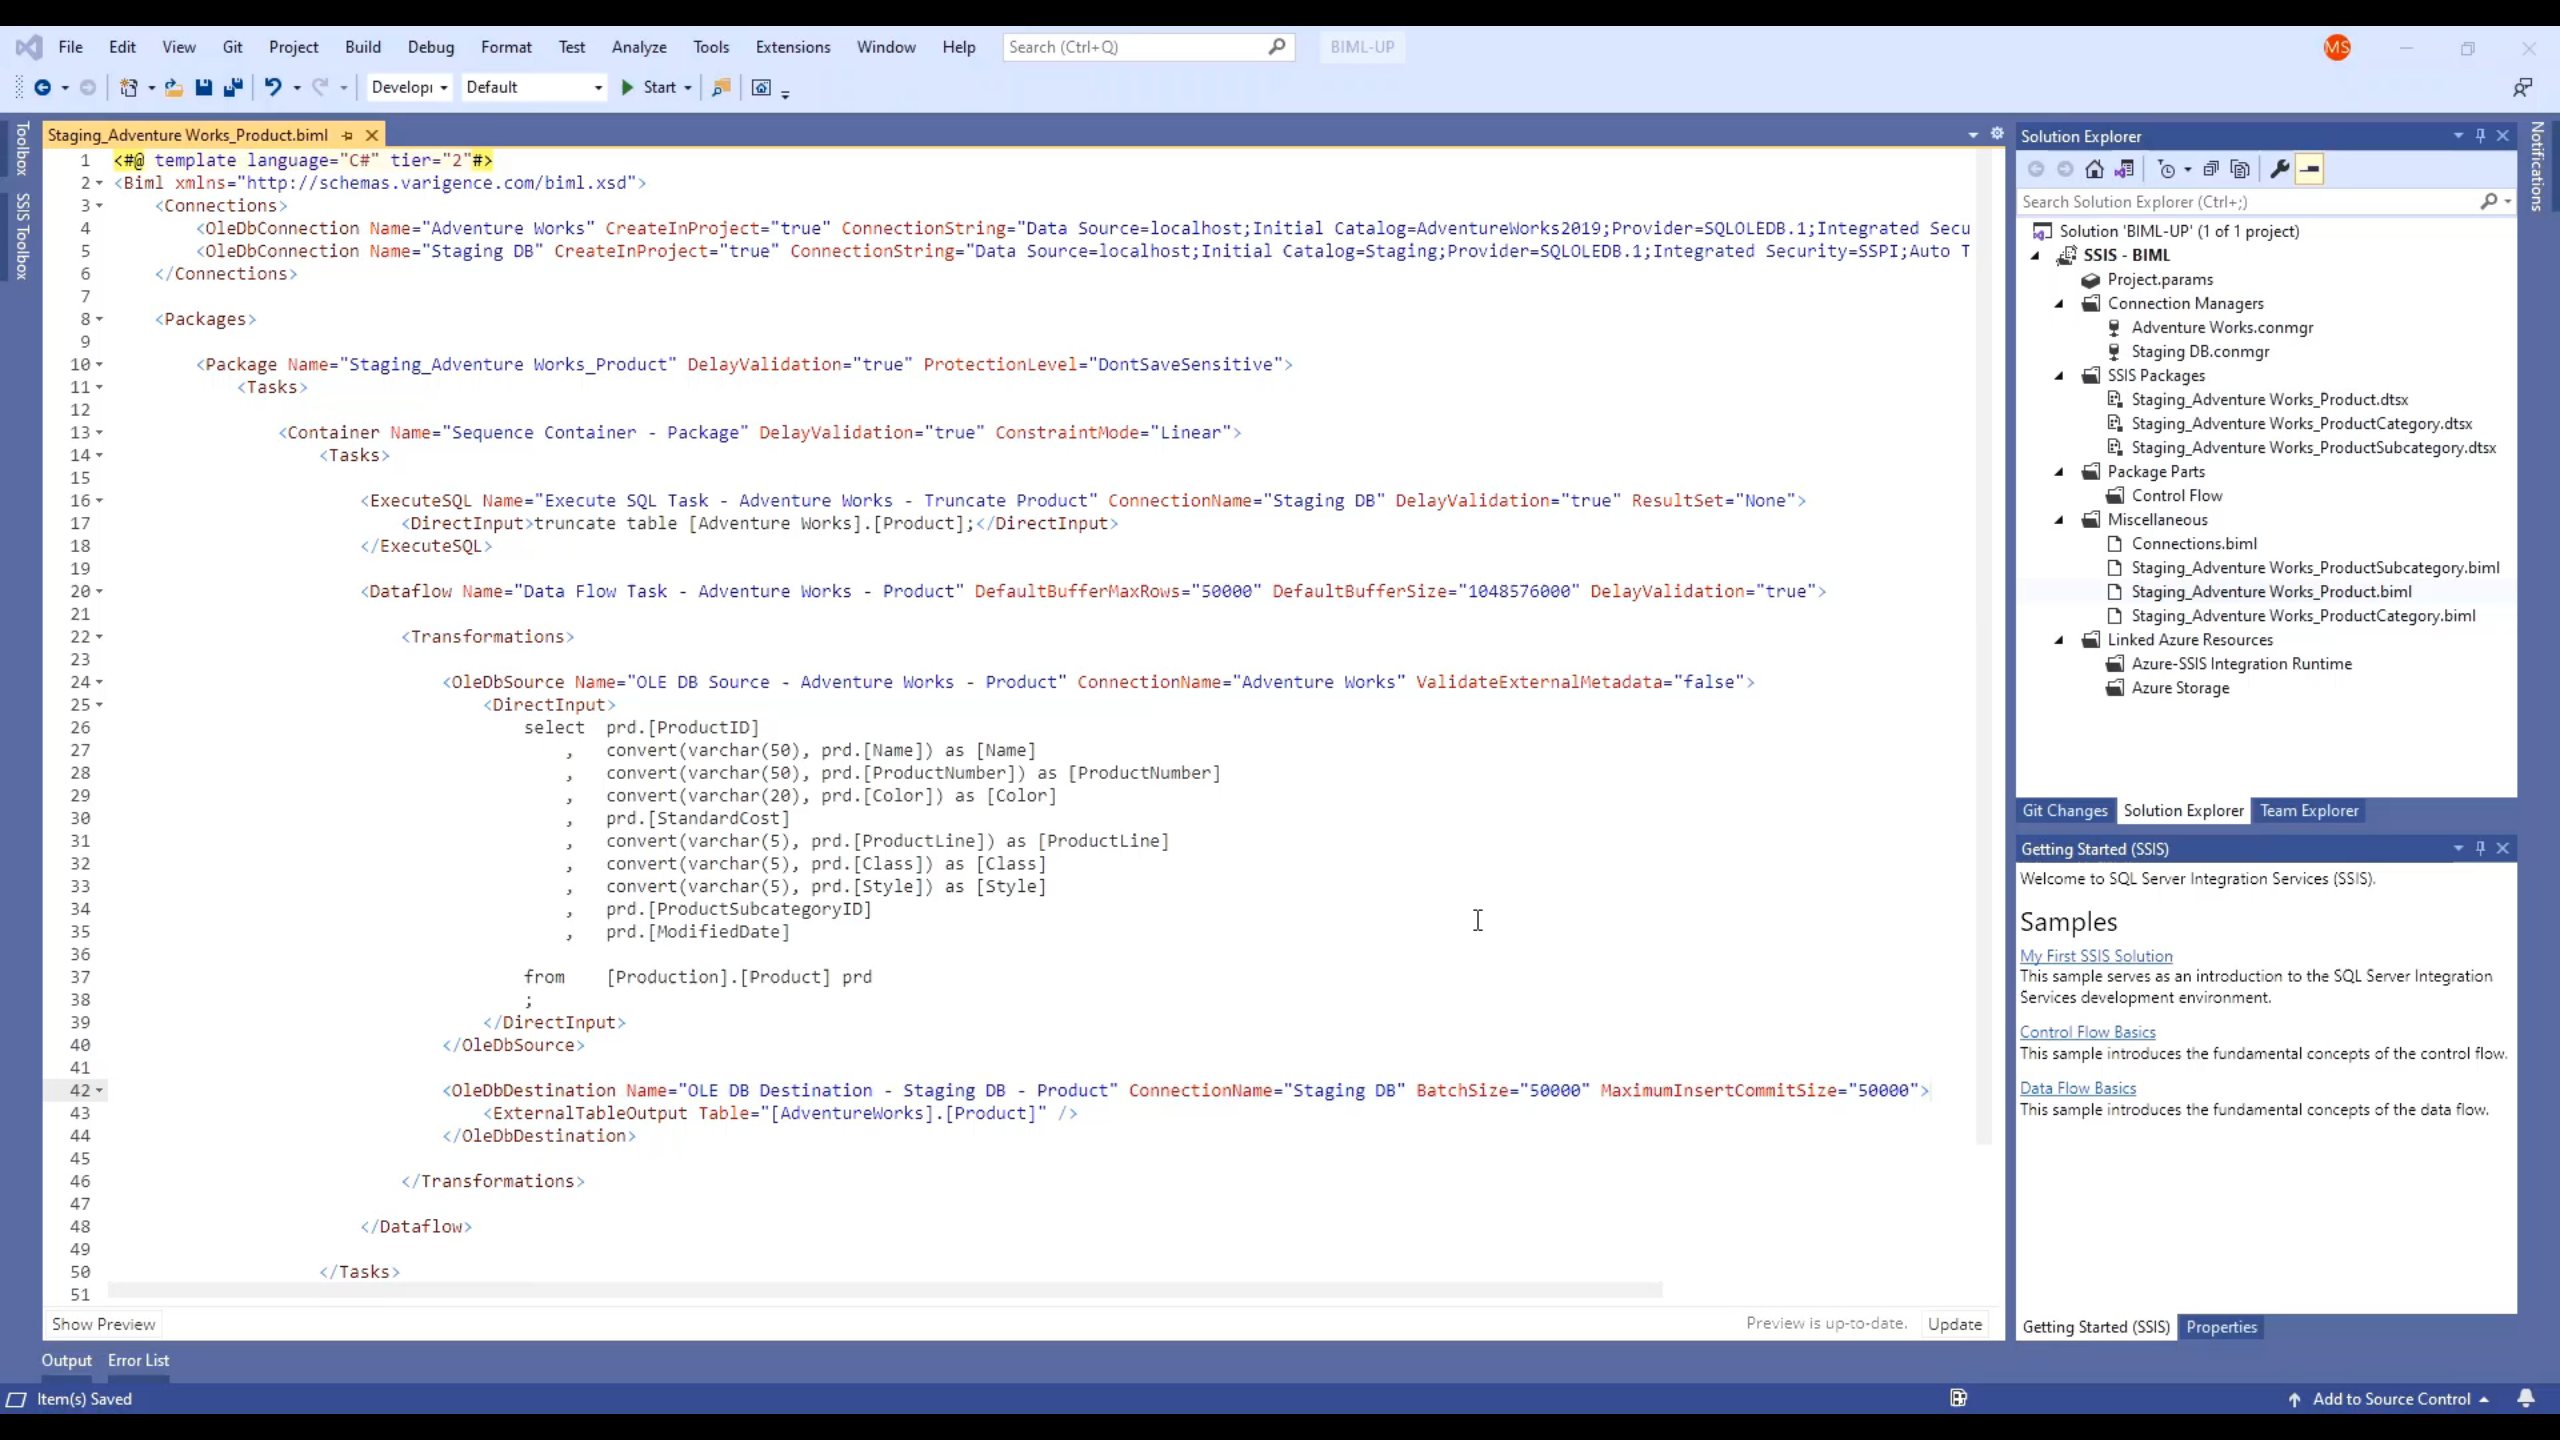 File Edit View Git Project Build Debug Format Test Analyze Tools Extensions Window Help Search (Ctrl+Q) BIML-UP MS
Develop Default Start
Toolbox
SSIS Toolbox
Staging_Adventure Works_Product.biml
1 <#@ template language="C#" tier="2"#>
2 <Biml xmlns="http://schemas.varigence.com/biml.xsd">
3 <Connections>
4 <OleDbConnection Name="Adventure Works" CreateInProject="true" ConnectionString="Data Source=localhost;Initial Catalog=AdventureWorks2019;Provider=SQLOLEDB.1;Integrated Secu
5 <OleDbConnection Name="Staging DB" CreateInProject="true" ConnectionString="Data Source=localhost;Initial Catalog=Staging;Provider=SQLOLEDB.1;Integrated Security=SSPI;Auto T
6 </Connections>
7
8 <Packages>
9
10 <Package Name="Staging_Adventure Works_Product" DelayValidation="true" ProtectionLevel="DontSaveSensitive">
11 <Tasks>
12
13 <Container Name="Sequence Container - Package" DelayValidation="true" ConstraintMode="Linear">
14 <Tasks>
15
16 <ExecuteSQL Name="Execute SQL Task - Adventure Works - Truncate Product" ConnectionName="Staging DB" DelayValidation="true" ResultSet="None">
17 <DirectInput>truncate table [Adventure Works].[Product];</DirectInput>
18 </ExecuteSQL>
19
20 <Dataflow Name="Data Flow Task - Adventure Works - Product" DefaultBufferMaxRows="50000" DefaultBufferSize="1048576000" DelayValidation="true">
21
22 <Transformations>
23
24 <OleDbSource Name="OLE DB Source - Adventure Works - Product" ConnectionName="Adventure Works" ValidateExternalMetadata="false">
25 <DirectInput>
26 select prd.[ProductID]
27 , convert(varchar(50), prd.[Name]) as [Name]
28 , convert(varchar(50), prd.[ProductNumber]) as [ProductNumber]
29 , convert(varchar(20), prd.[Color]) as [Color]
30 , prd.[StandardCost]
31 , convert(varchar(5), prd.[ProductLine]) as [ProductLine]
32 , convert(varchar(5), prd.[Class]) as [Class]
33 , convert(varchar(5), prd.[Style]) as [Style]
34 , prd.[ProductSubcategoryID]
35 , prd.[ModifiedDate]
36
37 from [Production].[Product] prd
38 ;
39 </DirectInput>
40 </OleDbSource>
41
42 <OleDbDestination Name="OLE DB Destination - Staging DB - Product" ConnectionName="Staging DB" BatchSize="50000" MaximumInsertCommitSize="50000">
43 <ExternalTableOutput Table="[AdventureWorks].[Product]" />
44 </OleDbDestination>
45
46 </Transformations>
47
48 </Dataflow>
49
50 </Tasks>
51
Show Preview Preview is up-to-date. Update
Solution Explorer
Search Solution Explorer (Ctrl+;)
Solution 'BIML-UP' (1 of 1 project)
SSIS - BIML
Project.params
Connection Managers
Adventure Works.conmgr
Staging DB.conmgr
SSIS Packages
Staging_Adventure Works_Product.dtsx
Staging_Adventure Works_ProductCategory.dtsx
Staging_Adventure Works_ProductSubcategory.dtsx
Package Parts
Control Flow
Miscellaneous
Connections.biml
Staging_Adventure Works_ProductSubcategory.biml
Staging_Adventure Works_Product.biml
Staging_Adventure Works_ProductCategory.biml
Linked Azure Resources
Azure-SSIS Integration Runtime
Azure Storage
Git Changes Solution Explorer Team Explorer
Getting Started (SSIS)
Welcome to SQL Server Integration Services (SSIS).
Samples
My First SSIS Solution
This sample serves as an introduction to the SQL Server Integration
Services development environment.
Control Flow Basics
This sample introduces the fundamental concepts of the control flow.
Data Flow Basics
This sample introduces the fundamental concepts of the data flow.
Getting Started (SSIS) Properties
Notifications
Output Error List
Item(s) Saved Add to Source Control